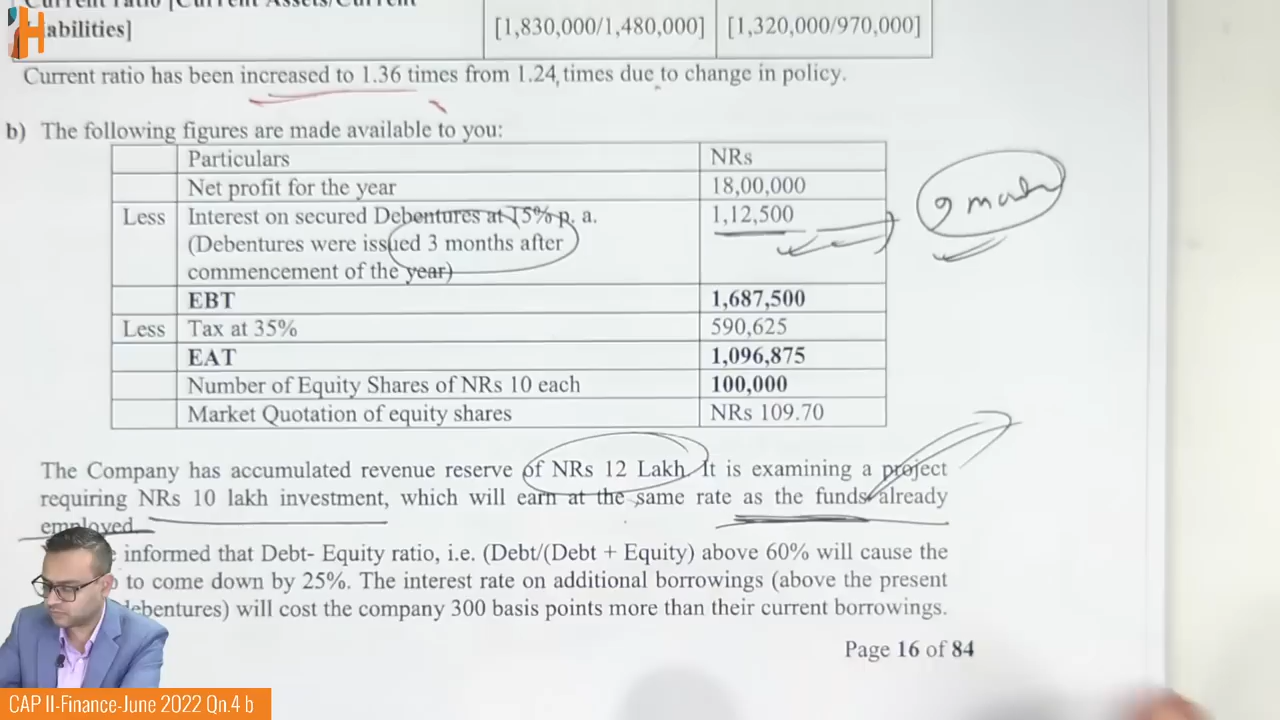 H
abilities]
[1,830,000/1,480,000] [1,320,000/970,000]
Current ratio has been increased to 1.36 times from 1.24 times due to change in policy.
b) The following figures are made available to you:
Particulars NRs
Net profit for the year 18,00,000
Less Interest on secured Debentures at 15% p. a. 1,12,500
(Debentures were issued 3 months after
commencement of the year)
9 marks
EBT 1,687,500
Less Tax at 35% 590,625
EAT 1,096,875
Number of Equity Shares of NRs 10 each 100,000
Market Quotation of equity shares NRs 109.70
The Company has accumulated revenue reserve of NRs 12 Lakh. It is examining a project
requiring NRs 10 lakh investment, which will earn at the same rate as the funds already
employed.
informed that Debt- Equity ratio, i.e. (Debt/(Debt + Equity) above 60% will cause the
to come down by 25%. The interest rate on additional borrowings (above the present
debentures) will cost the company 300 basis points more than their current borrowings.
Page 16 of 84
CAP II-Finance-June 2022 Qn.4 b